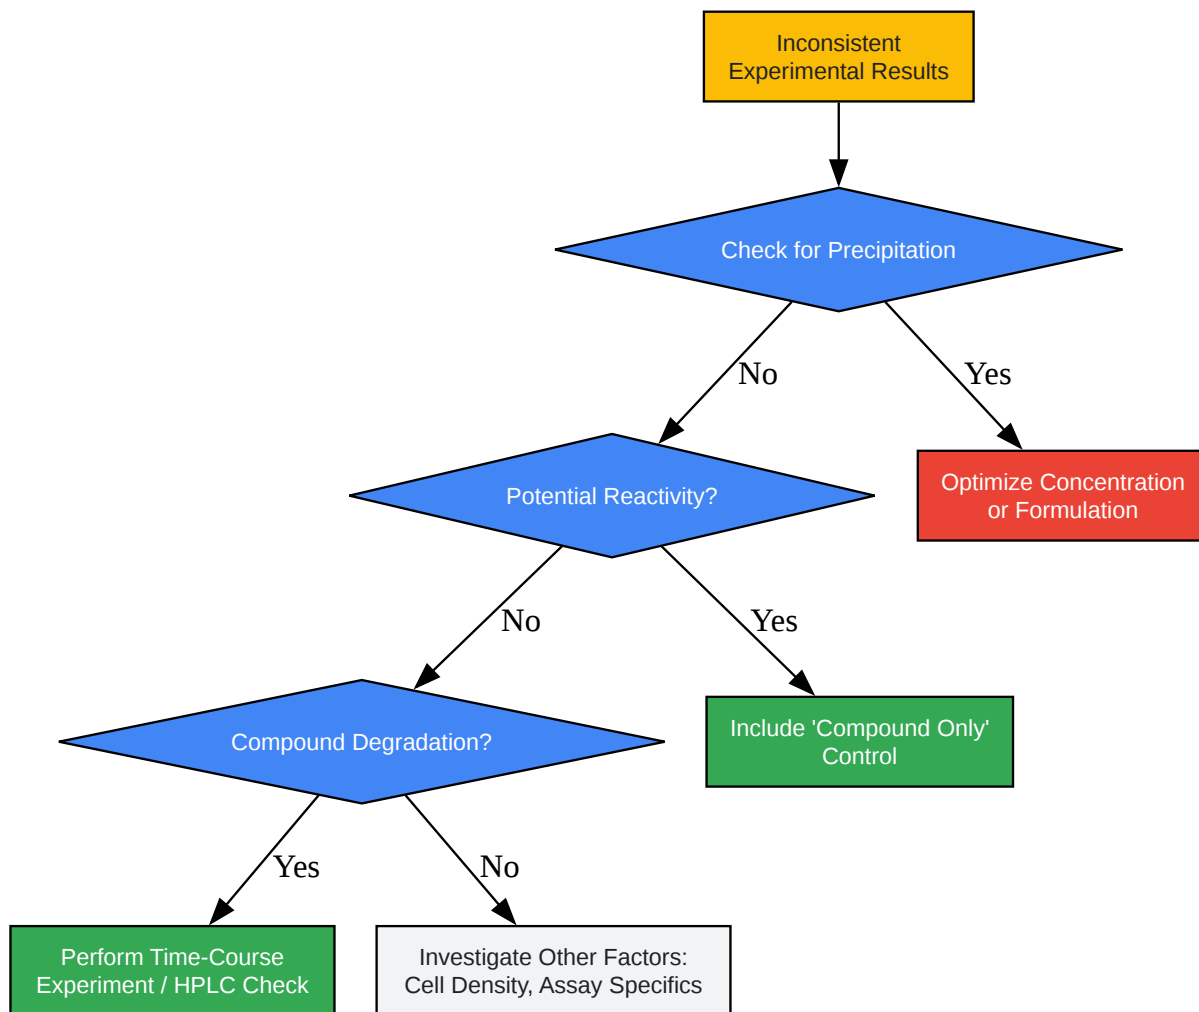 Inconsistent
Experimental Results
Check for Precipitation
No
Yes
Potential Reactivity?
Optimize Concentration
or Formulation
No
Yes
Compound Degradation?
Include 'Compound Only'
Control
Yes
No
Perform Time-Course
Experiment / HPLC Check
Investigate Other Factors:
Cell Density, Assay Specifics